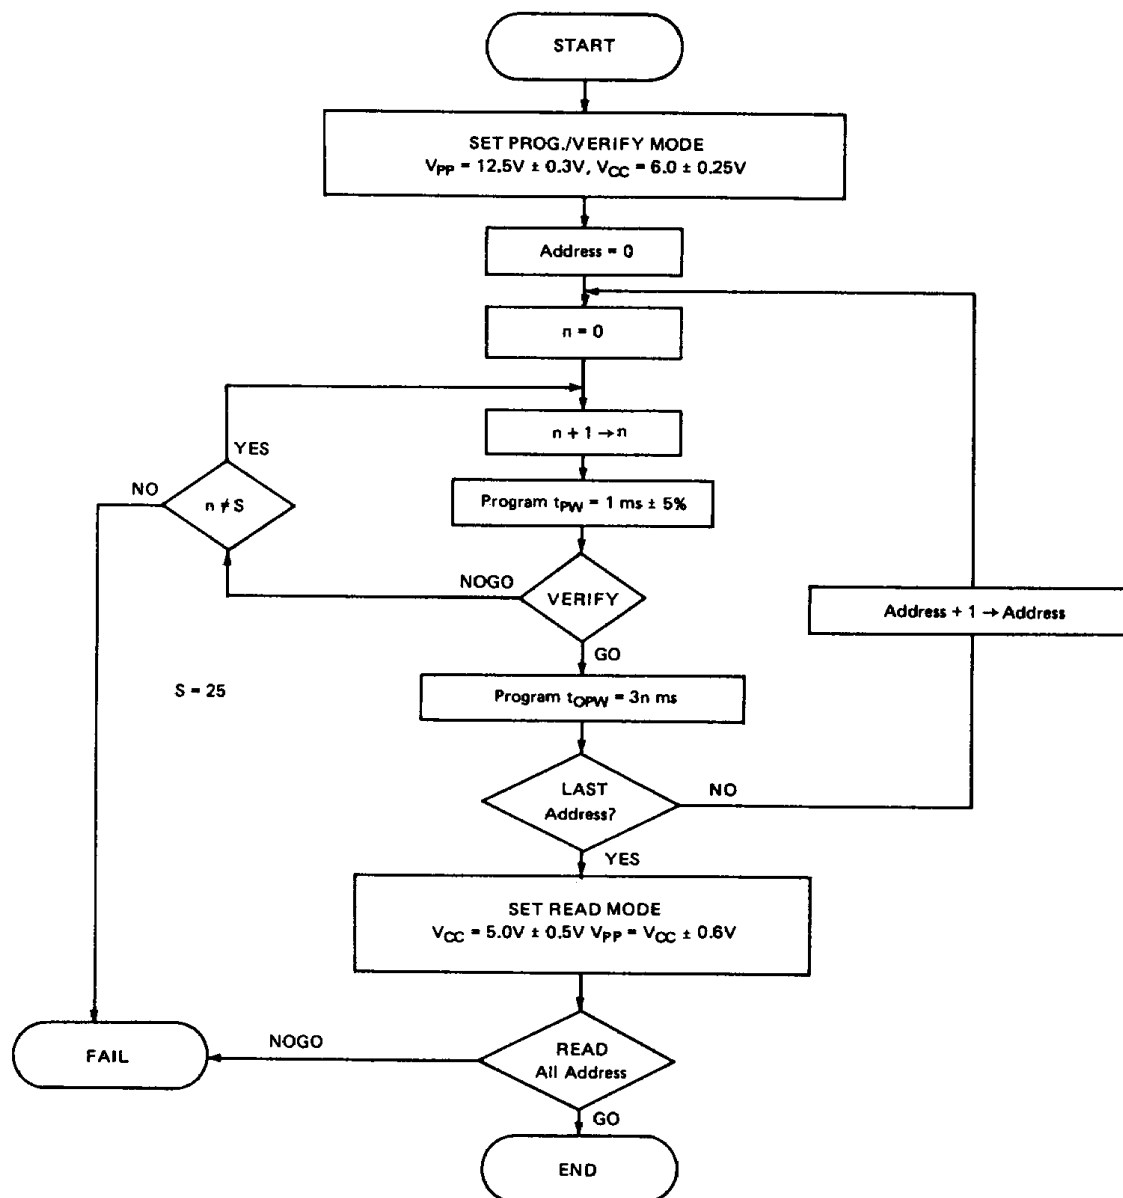 START
SET PROG./VERIFY MODE
VPP = 12.5V ± 0.3V, VCC = 6.0 ± 0.25V
Address = 0
n = 0
n + 1 → n
YES
NO
n ≠ S
Program tPW = 1 ms ± 5%
NOGO
VERIFY
Address + 1 → Address
GO
S = 25
Program tOPW = 3n ms
LAST
Address?
NO
YES
SET READ MODE
VCC = 5.0V ± 0.5V VPP = VCC ± 0.6V
NOGO
FAIL
READ
All Address
GO
END